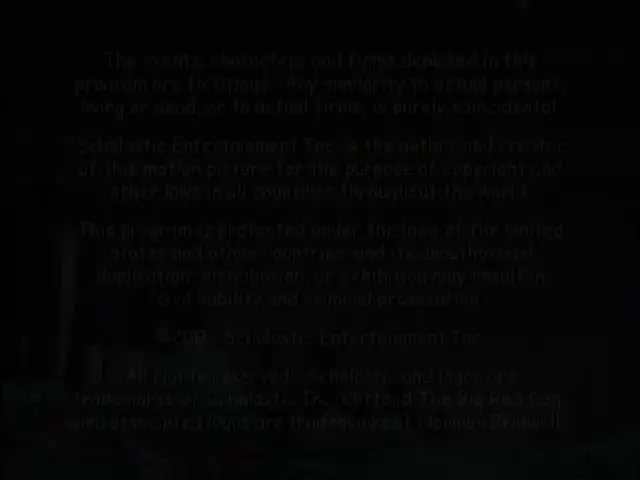 The events, characters and firms depicted in this
program are fictitious. Any similarity to actual persons,
living or dead, or to actual firms, is purely coincidental.
Scholastic Entertainment Inc. is the author and creator
of this motion picture for the purpose of copyright and
other laws in all countries throughout the world.
This program is protected under the laws of the United
States and other countries, and its unauthorized
duplication, distribution, or exhibition may result in
civil liability and criminal prosecution.
Scholastic Entertainment Inc.
All rights reserved. Scholastic and logos are
trademarks of Scholastic Inc. Clifford The Big Red Dog
and associated logos are trademarks of Norman Bridwell.